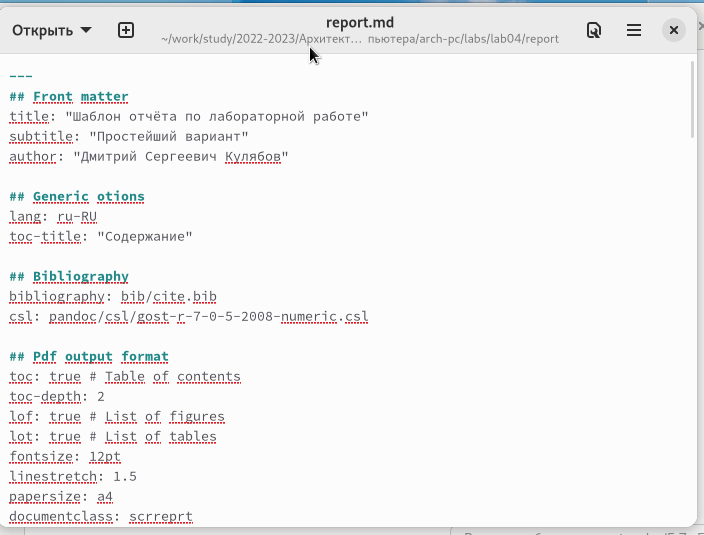 report.md
Открыть
~/work/study/2022-2023/Архитект… пьютера/arch-pc/labs/lab04/report
---
## Front matter
title: "Шаблон отчёта по лабораторной работе"
subtitle: "Простейший вариант"
author: "Дмитрий Сергеевич Кулябов"
## Generic otions
lang: ru-RU
toc-title: "Содержание"
## Bibliography
bibliography: bib/cite.bib
csl: pandoc/csl/gost-r-7-0-5-2008-numeric.csl
## Pdf output format
toc: true # Table of contents
toc-depth: 2
lof: true # List of figures
lot: true # List of tables
fontsize: 12pt
linestretch: 1.5
papersize: a4
documentclass: scrreprt